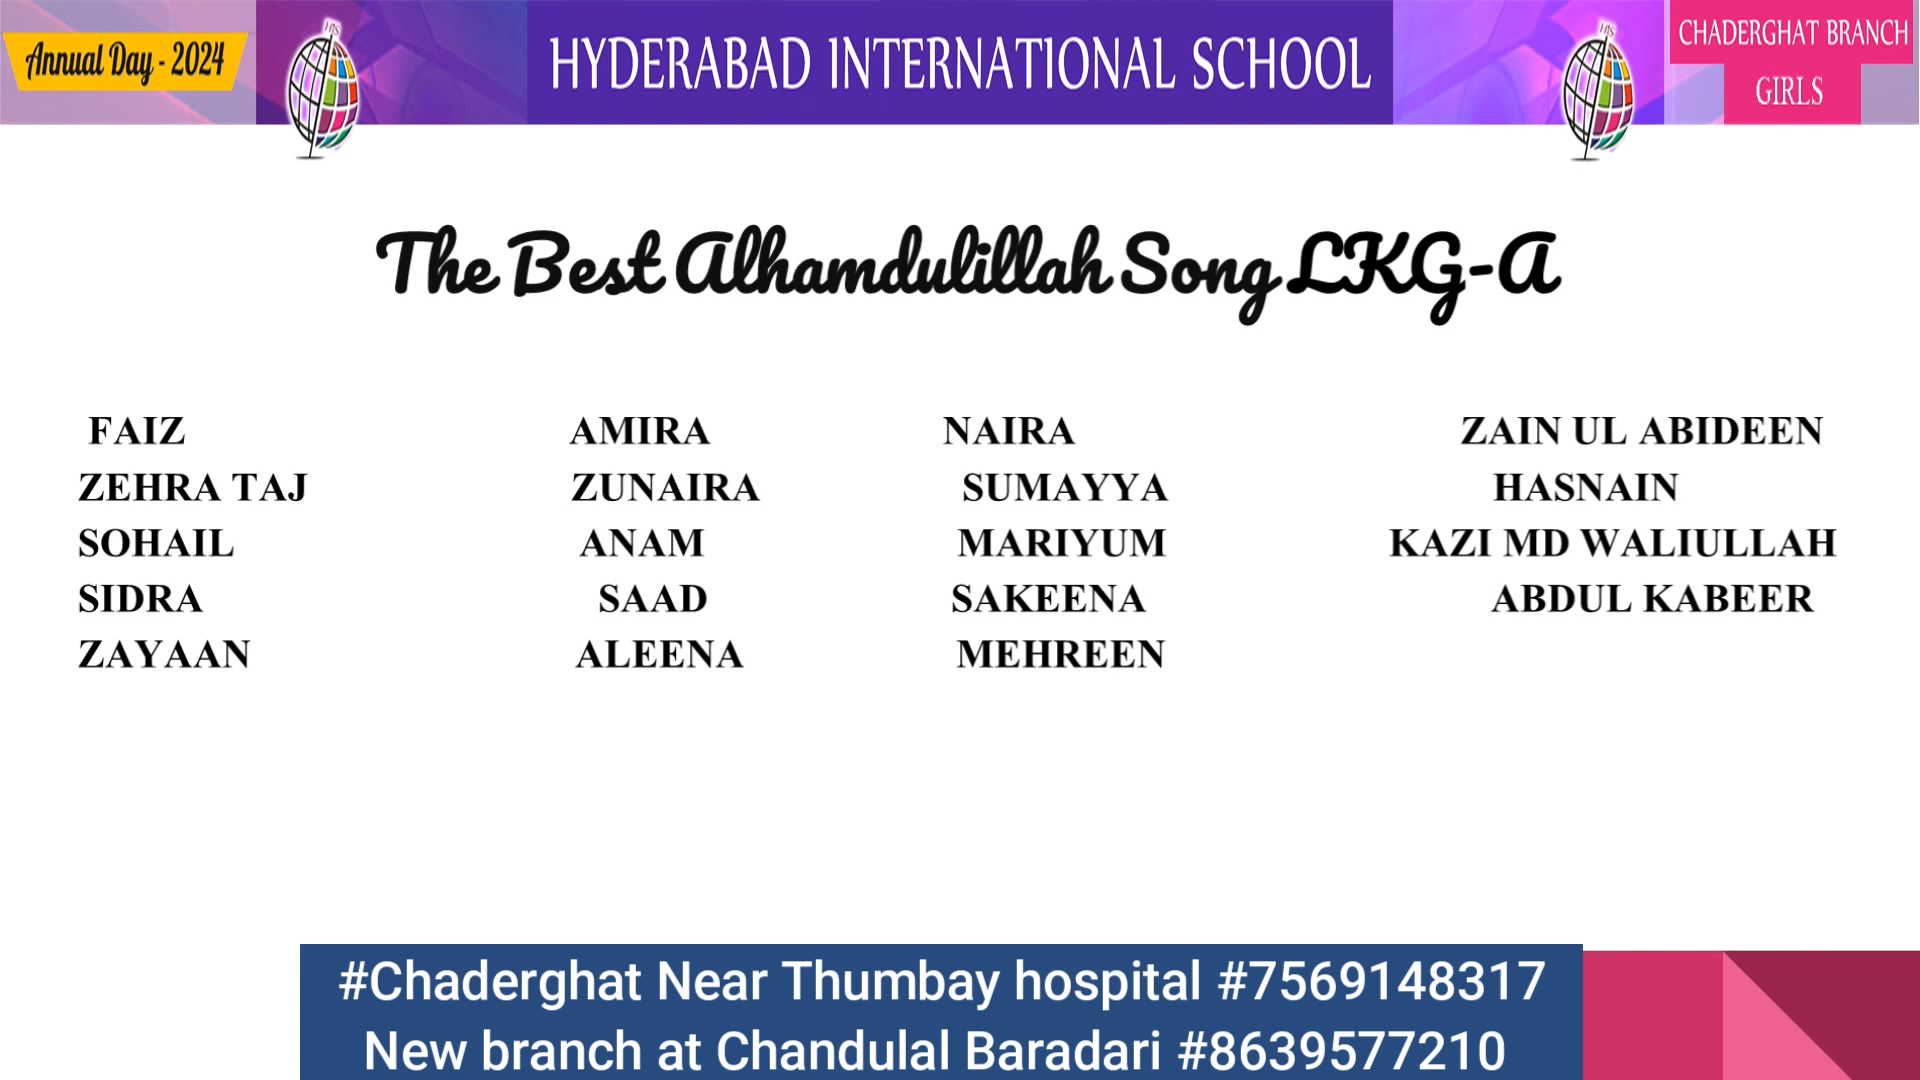 Annual Day - 2024
HIS
HYDERABAD INTERNATIONAL SCHOOL
HIS
CHADERGHAT BRANCH
GIRLS
The Best Alhamdulillah Song LKG-A
FAIZ AMIRA NAIRA ZAIN UL ABIDEEN
ZEHRA TAJ ZUNAIRA SUMAYYA HASNAIN
SOHAIL ANAM MARIYUM KAZI MD WALIULLAH
SIDRA SAAD SAKEENA ABDUL KABEER
ZAYAAN ALEENA MEHREEN
#Chaderghat Near Thumbay hospital #7569148317
New branch at Chandulal Baradari #8639577210